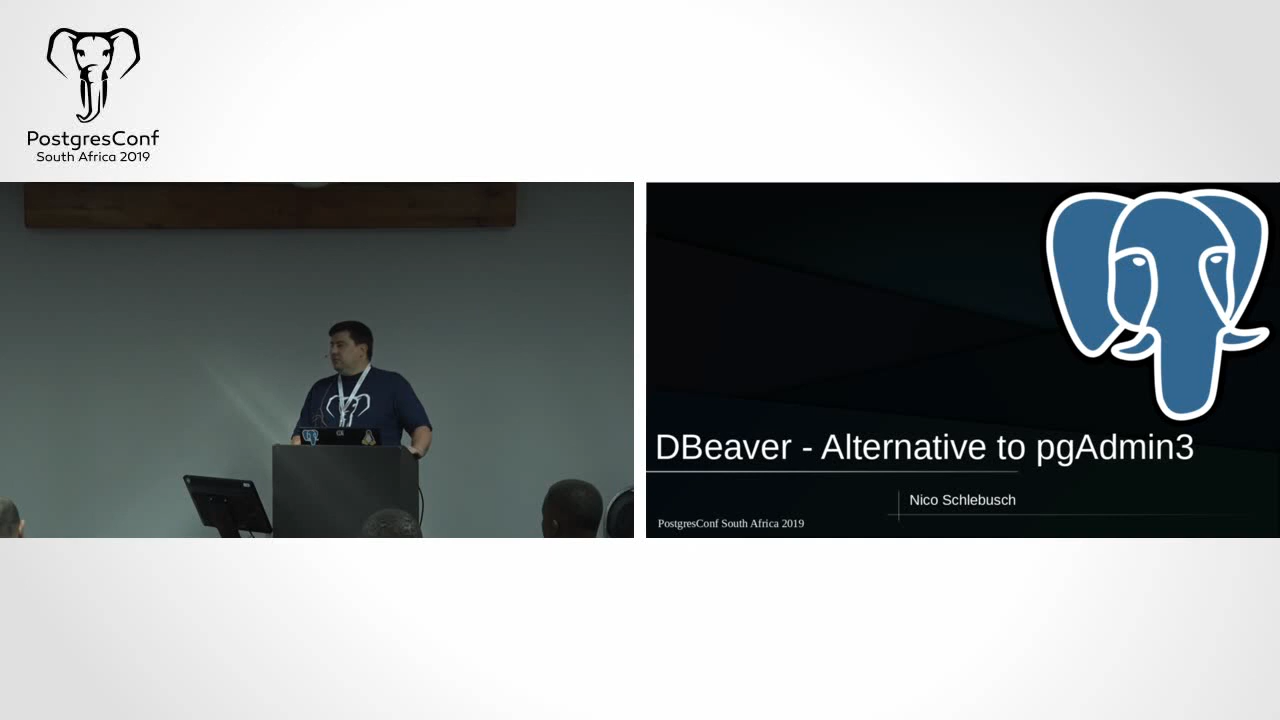 PostgresConf
South Africa 2019
DBeaver - Alternative to pgAdmin3
Nico Schlebusch
PostgresConf South Africa 2019